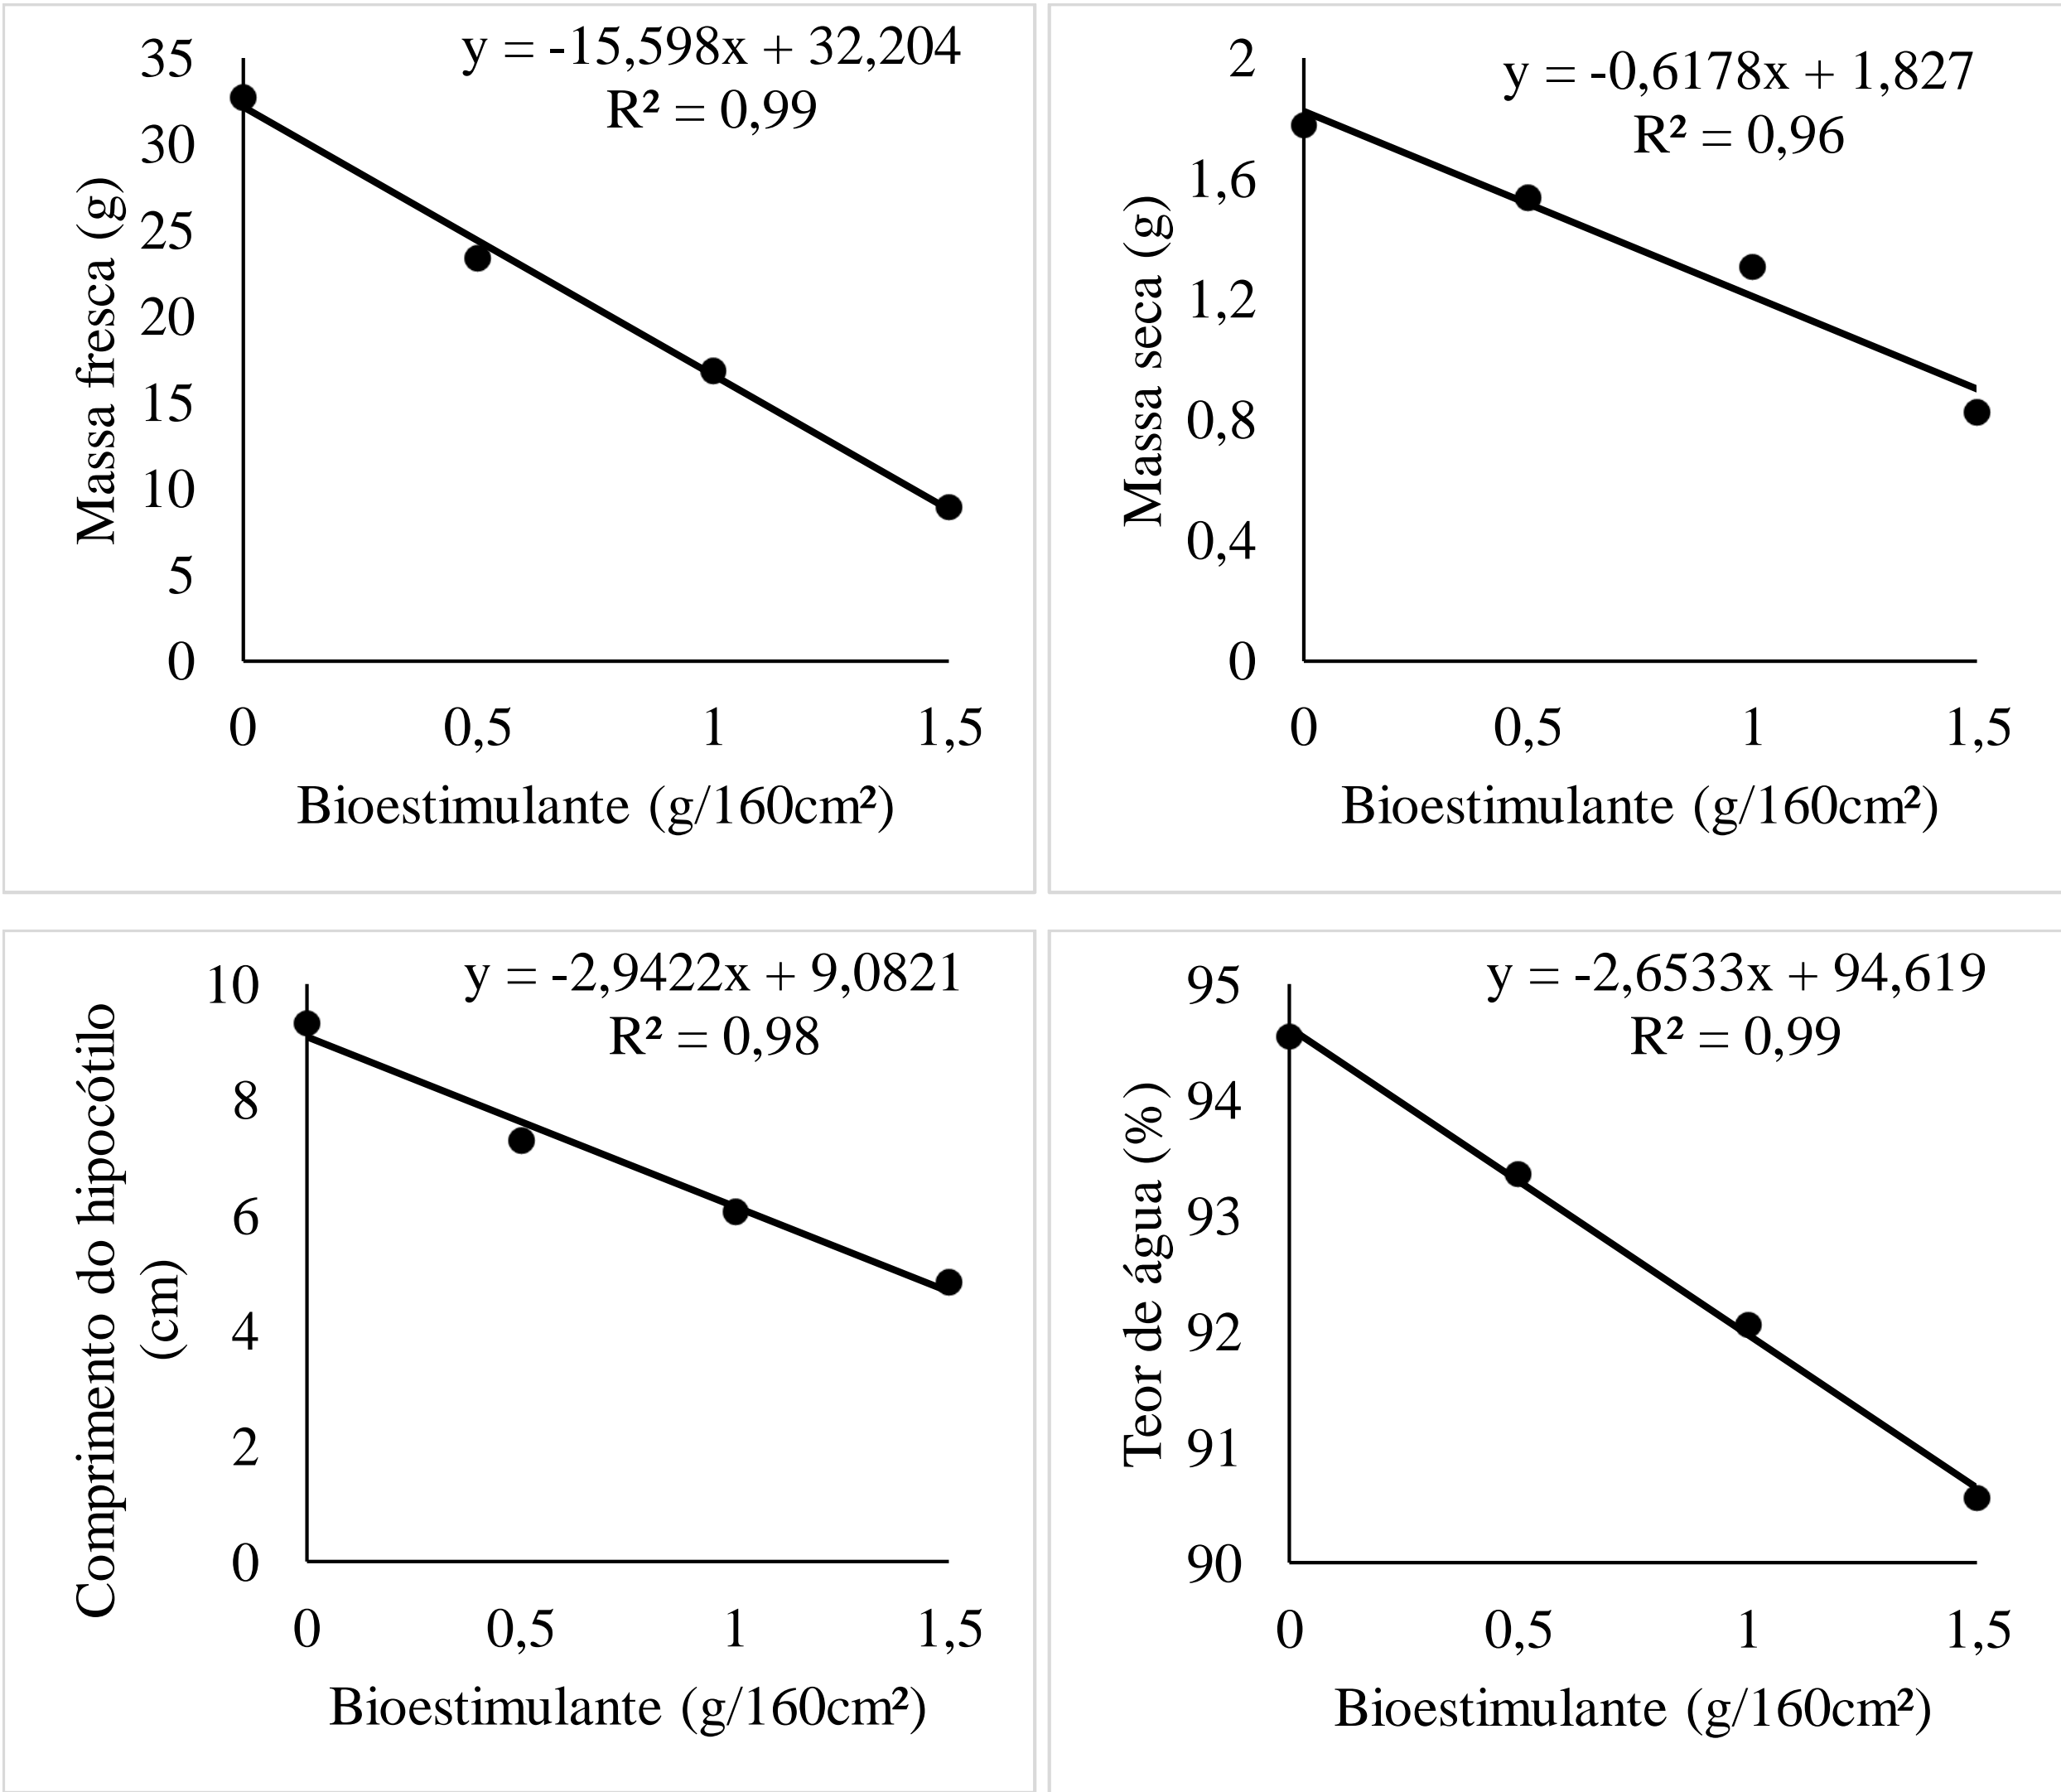 y = -15,598x + 32,204
R² = 0,99
35
30
25
20
15
10
5
0
Massa fresca (g)
0 0,5 1 1,5
Bioestimulante (g/160cm²)
y = -0,6178x + 1,827
R² = 0,96
2
1,6
1,2
0,8
0,4
0
Massa seca (g)
0 0,5 1 1,5
Bioestimulante (g/160cm²)
y = -2,9422x + 9,0821
R² = 0,98
10
8
6
4
2
0
Comprimento do hipocótilo
(cm)
0 0,5 1 1,5
Bioestimulante (g/160cm²)
y = -2,6533x + 94,619
R² = 0,99
95
94
93
92
91
90
Teor de água (%)
0 0,5 1 1,5
Bioestimulante (g/160cm²)